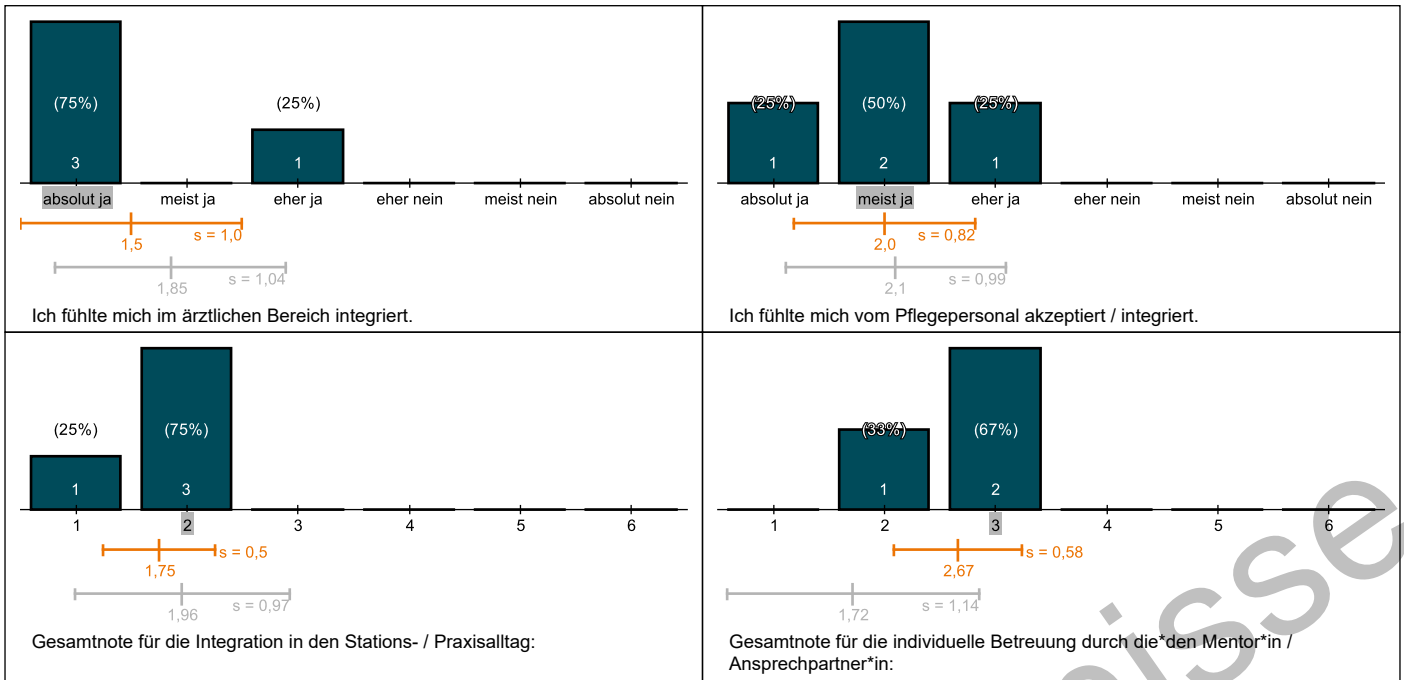 (75%)
(25%)
3
1
absolut ja meist ja eher ja eher nein meist nein absolut nein
s = 1,0
1,5
s = 1,04
1,85
Ich fühlte mich im ärztlichen Bereich integriert.
(25%)
(50%)
(25%)
1
2
1
absolut ja meist ja eher ja eher nein meist nein absolut nein
s = 0,82
2,0
s = 0,99
2,1
Ich fühlte mich vom Pflegepersonal akzeptiert / integriert.
(25%)
(75%)
1
3
1 2 3 4 5 6
s = 0,5
1,75
s = 0,97
1,96
Gesamtnote für die Integration in den Stations- / Praxisalltag:
(33%)
(67%)
1
2
1 2 3 4 5 6
s = 0,58
2,67
s = 1,14
1,72
Gesamtnote für die individuelle Betreuung durch die*den Mentor*in /
Ansprechpartner*in:
isse